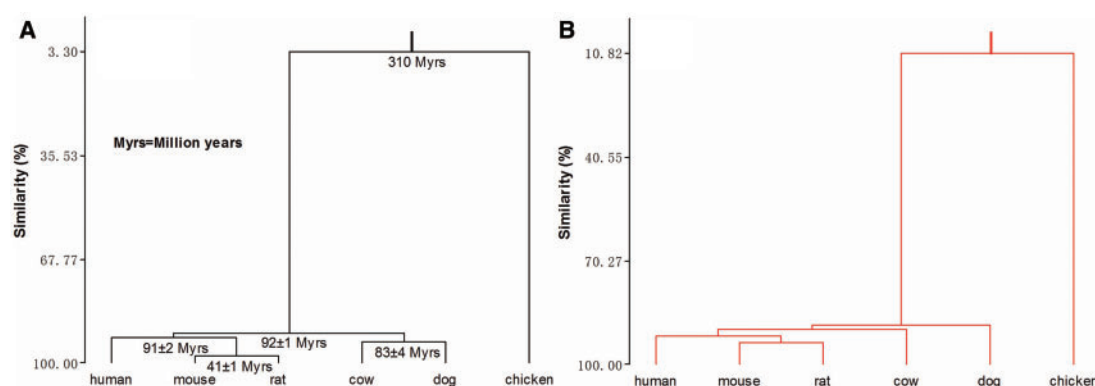 A
Similarity (%)
3.30
35.53
67.77
100.00
310 Myrs
Myrs=Million years
91±2 Myrs
92±1 Myrs
83±4 Myrs
41±1 Myrs
human mouse rat cow dog chicken
B
Similarity (%)
10.82
40.55
70.27
100.00
human mouse rat cow dog chicken